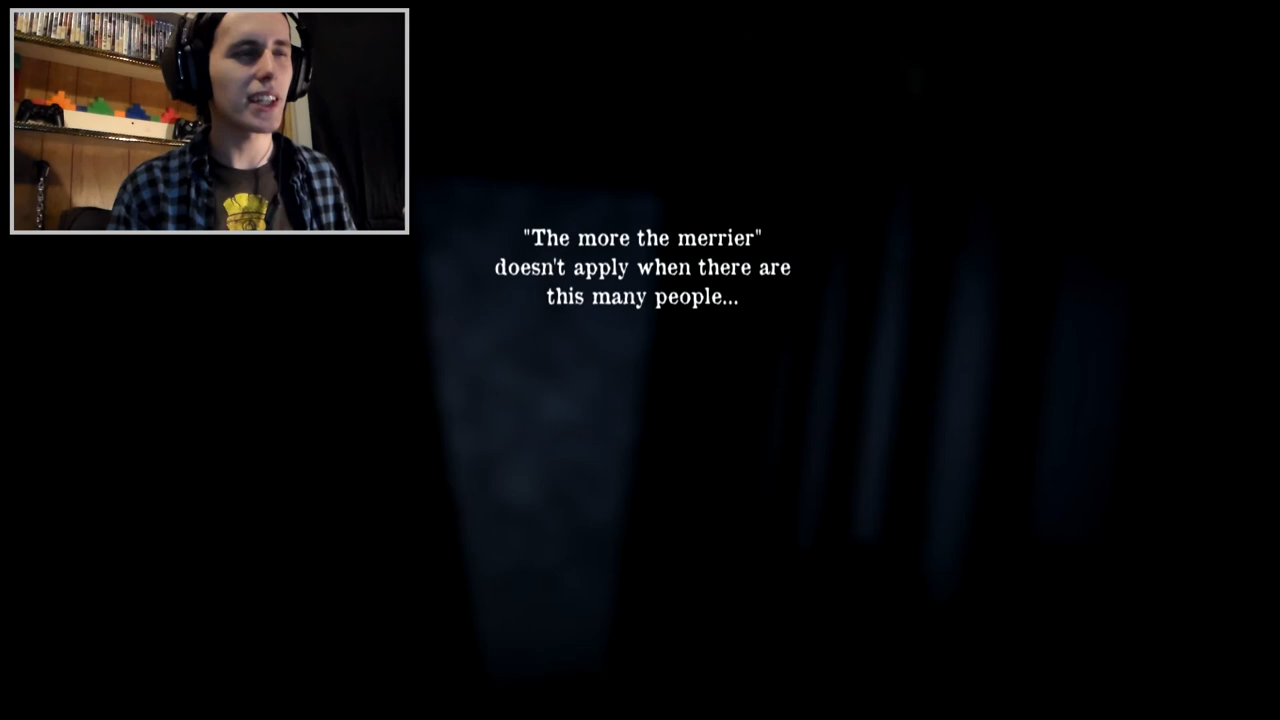 "The more the merrier"
doesn't apply when there are
this many people...